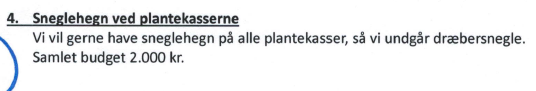 4. Sneglehegn ved plantekasserne
Vi vil gerne have sneglehegn på alle plantekasser, så vi undgår dræbersnegle.
Samlet budget 2.000 kr.